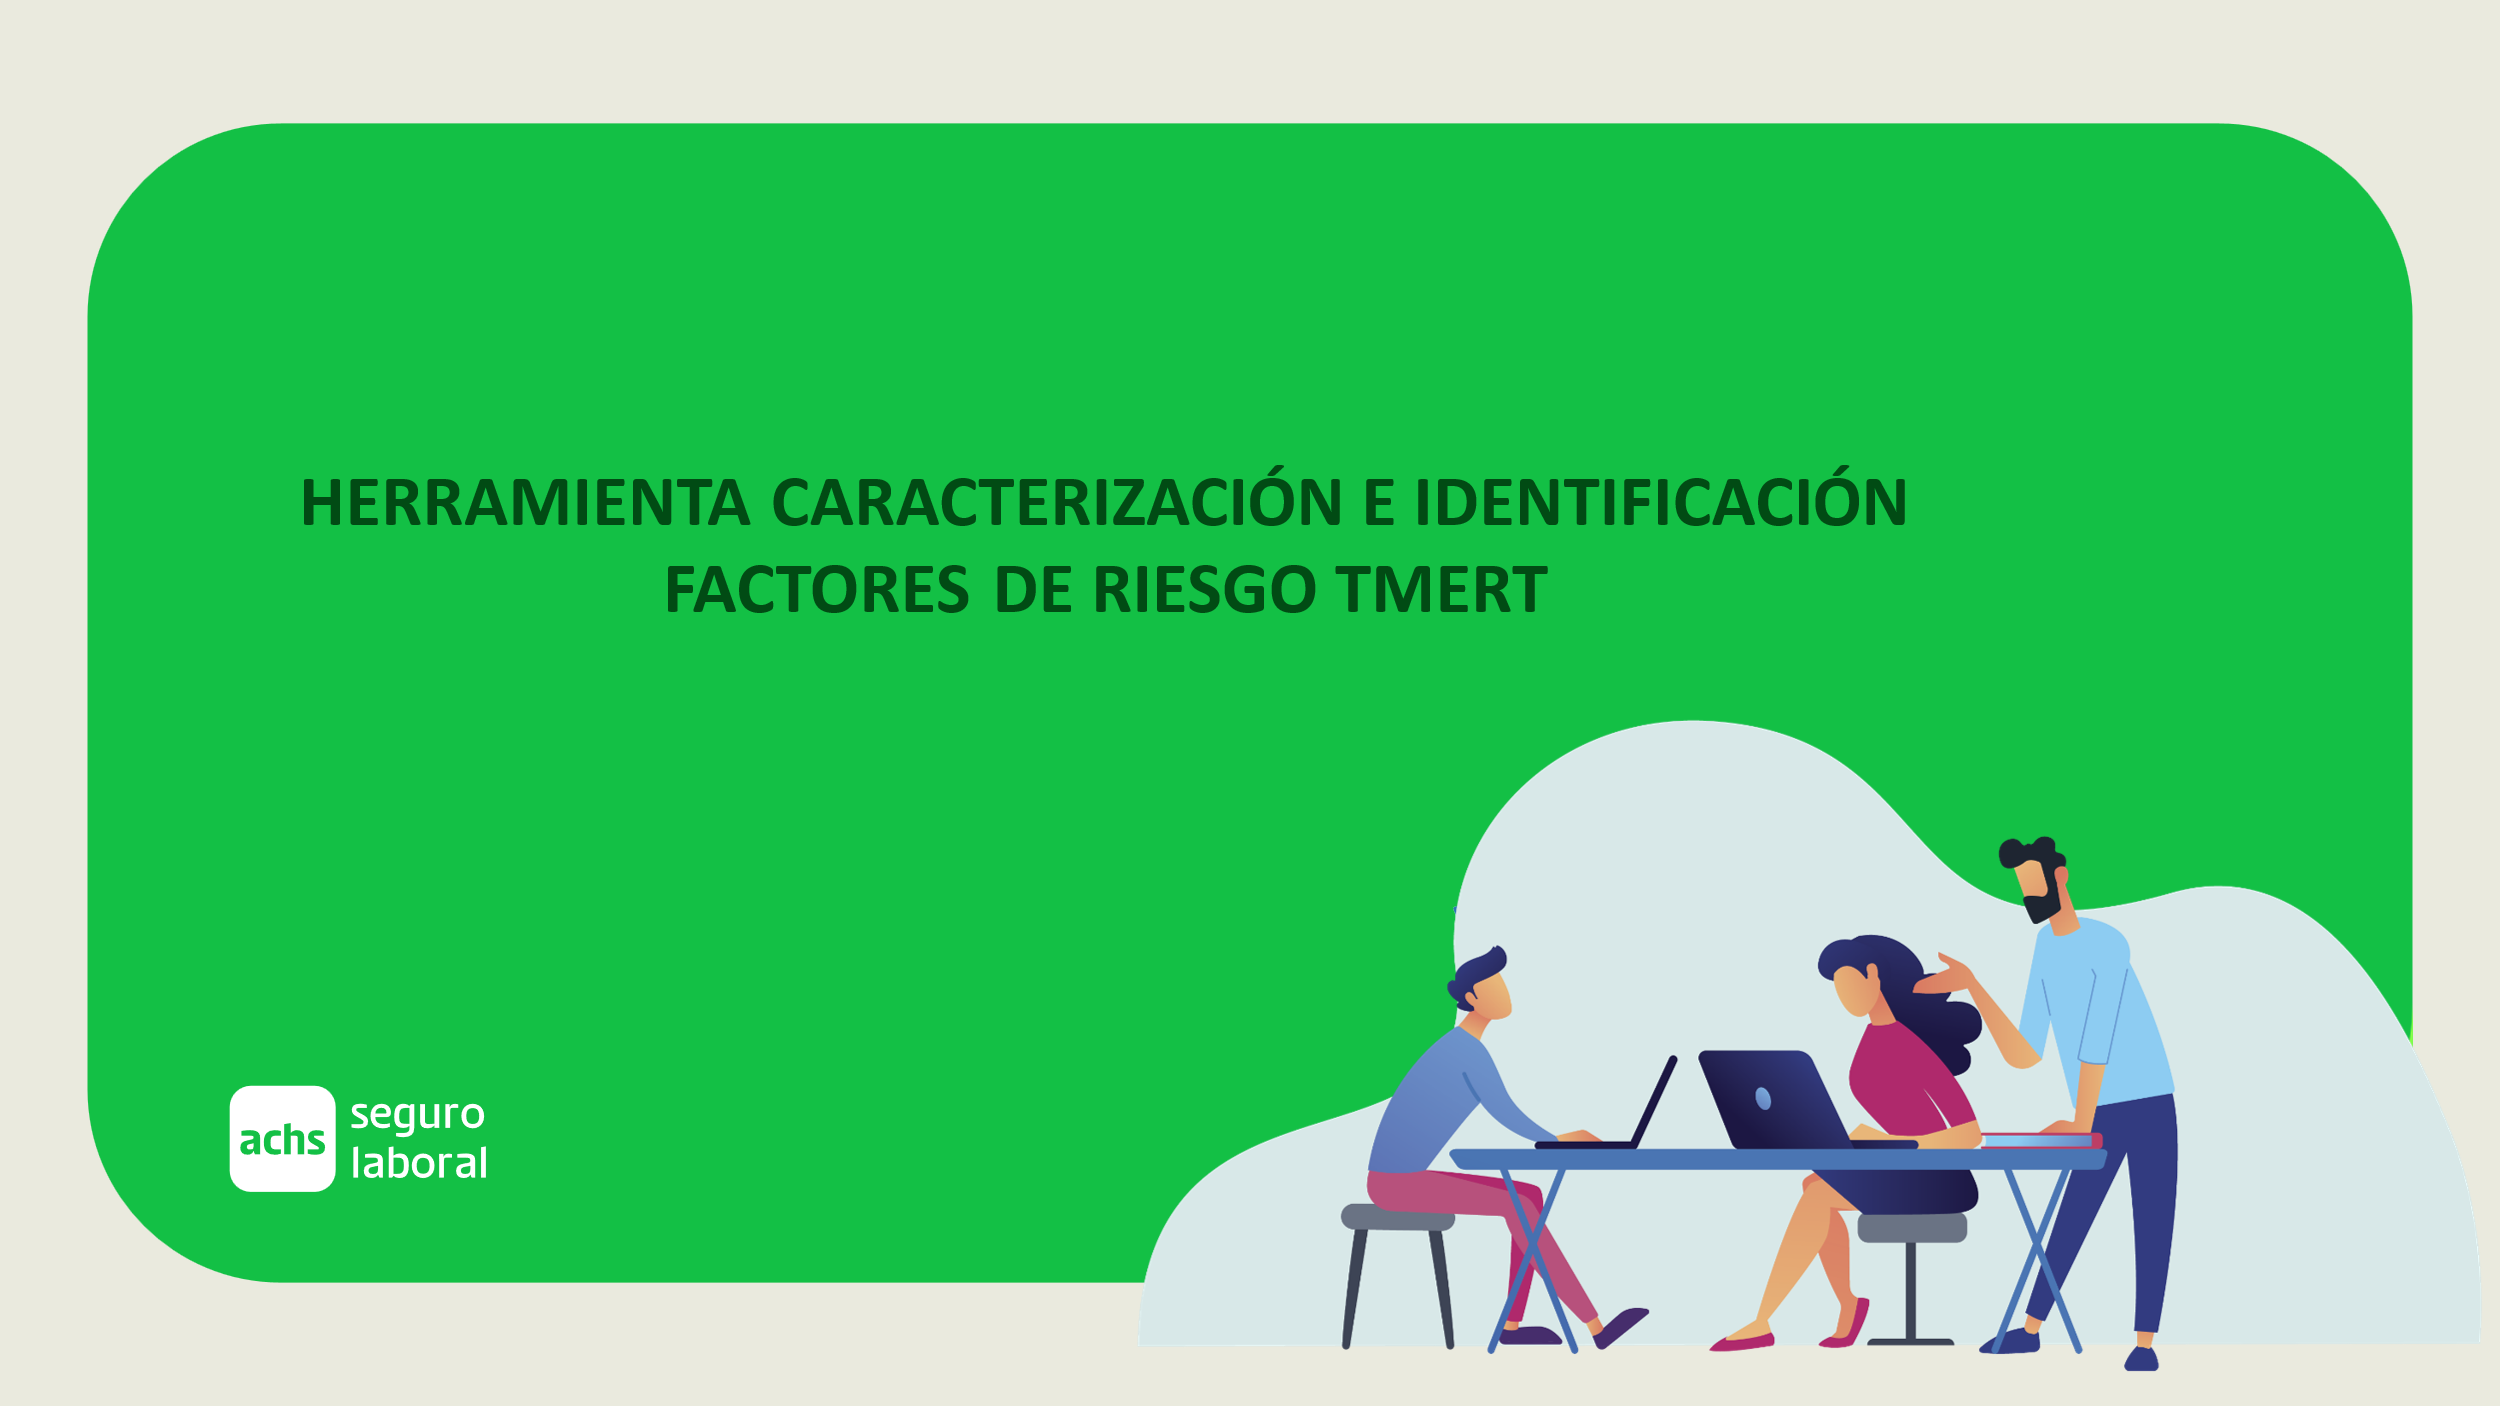 HERRAMIENTA CARACTERIZACIÓN E IDENTIFICACIÓN
FACTORES DE RIESGO TMERT
achs
seguro
laboral